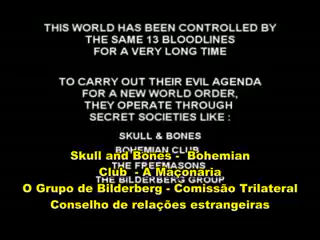 THIS WORLD HAS BEEN CONTROLLED BY
THE SAME 13 BLOODLINES
FOR A VERY LONG TIME
TO CARRY OUT THEIR EVIL AGENDA
FOR A NEW WORLD ORDER,
THEY OPERATE THROUGH
SECRET SOCIETIES LIKE :
SKULL & BONES
BOHEMIAN CLUB
Skull and Bones - Bohemian
THE FREEMASONS
Club - A Maçonaria
THE BILDERBERG GROUP
O Grupo de Bilderberg - Comissão Trilateral
Conselho de relações estrangeiras